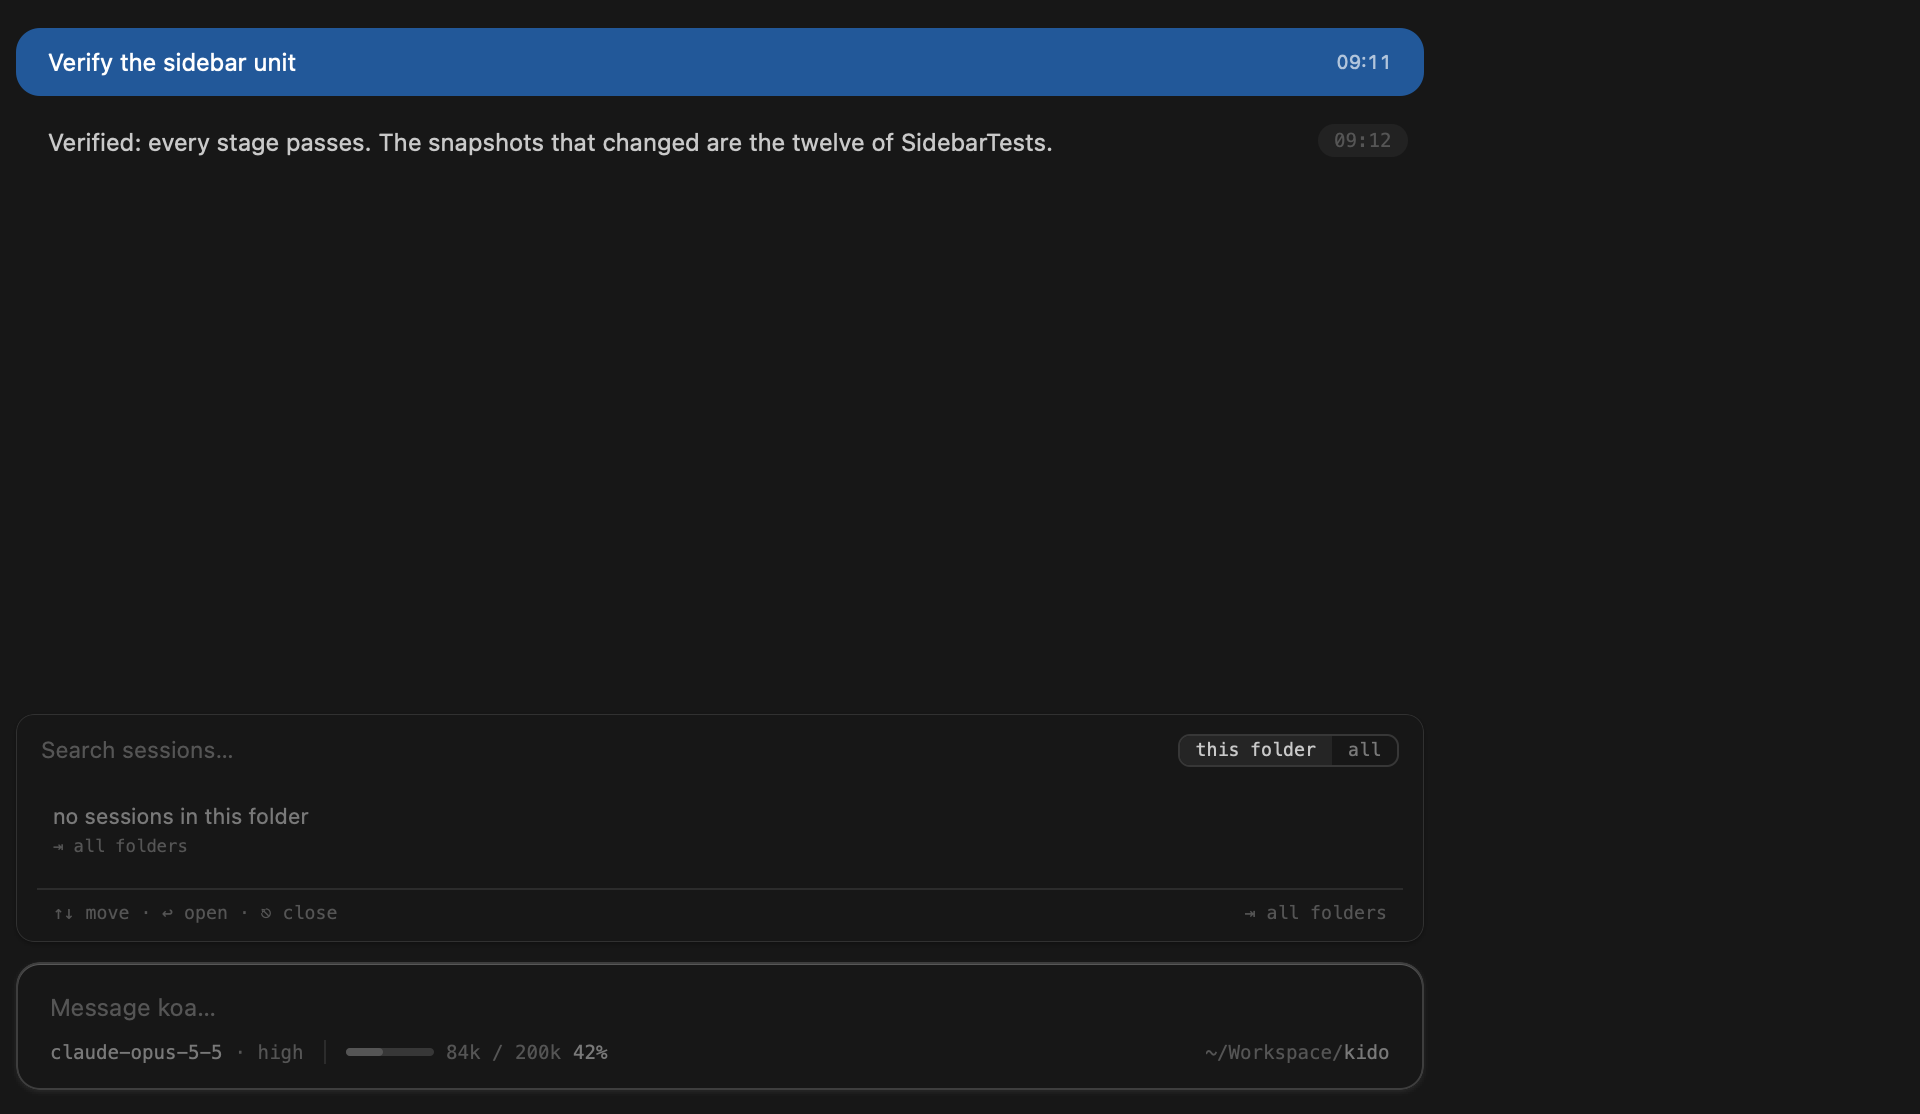 Verify the sidebar unit 09:11
Verified: every stage passes. The snapshots that changed are the twelve of SidebarTests. 09:12
Search sessions... this folder all
no sessions in this folder
⇥ all folders
↑↓ move · ↩ open · ⎋ close ⇥ all folders
Message koa...
claude-opus-5-5 · high 84k / 200k 42% ~/Workspace/kido